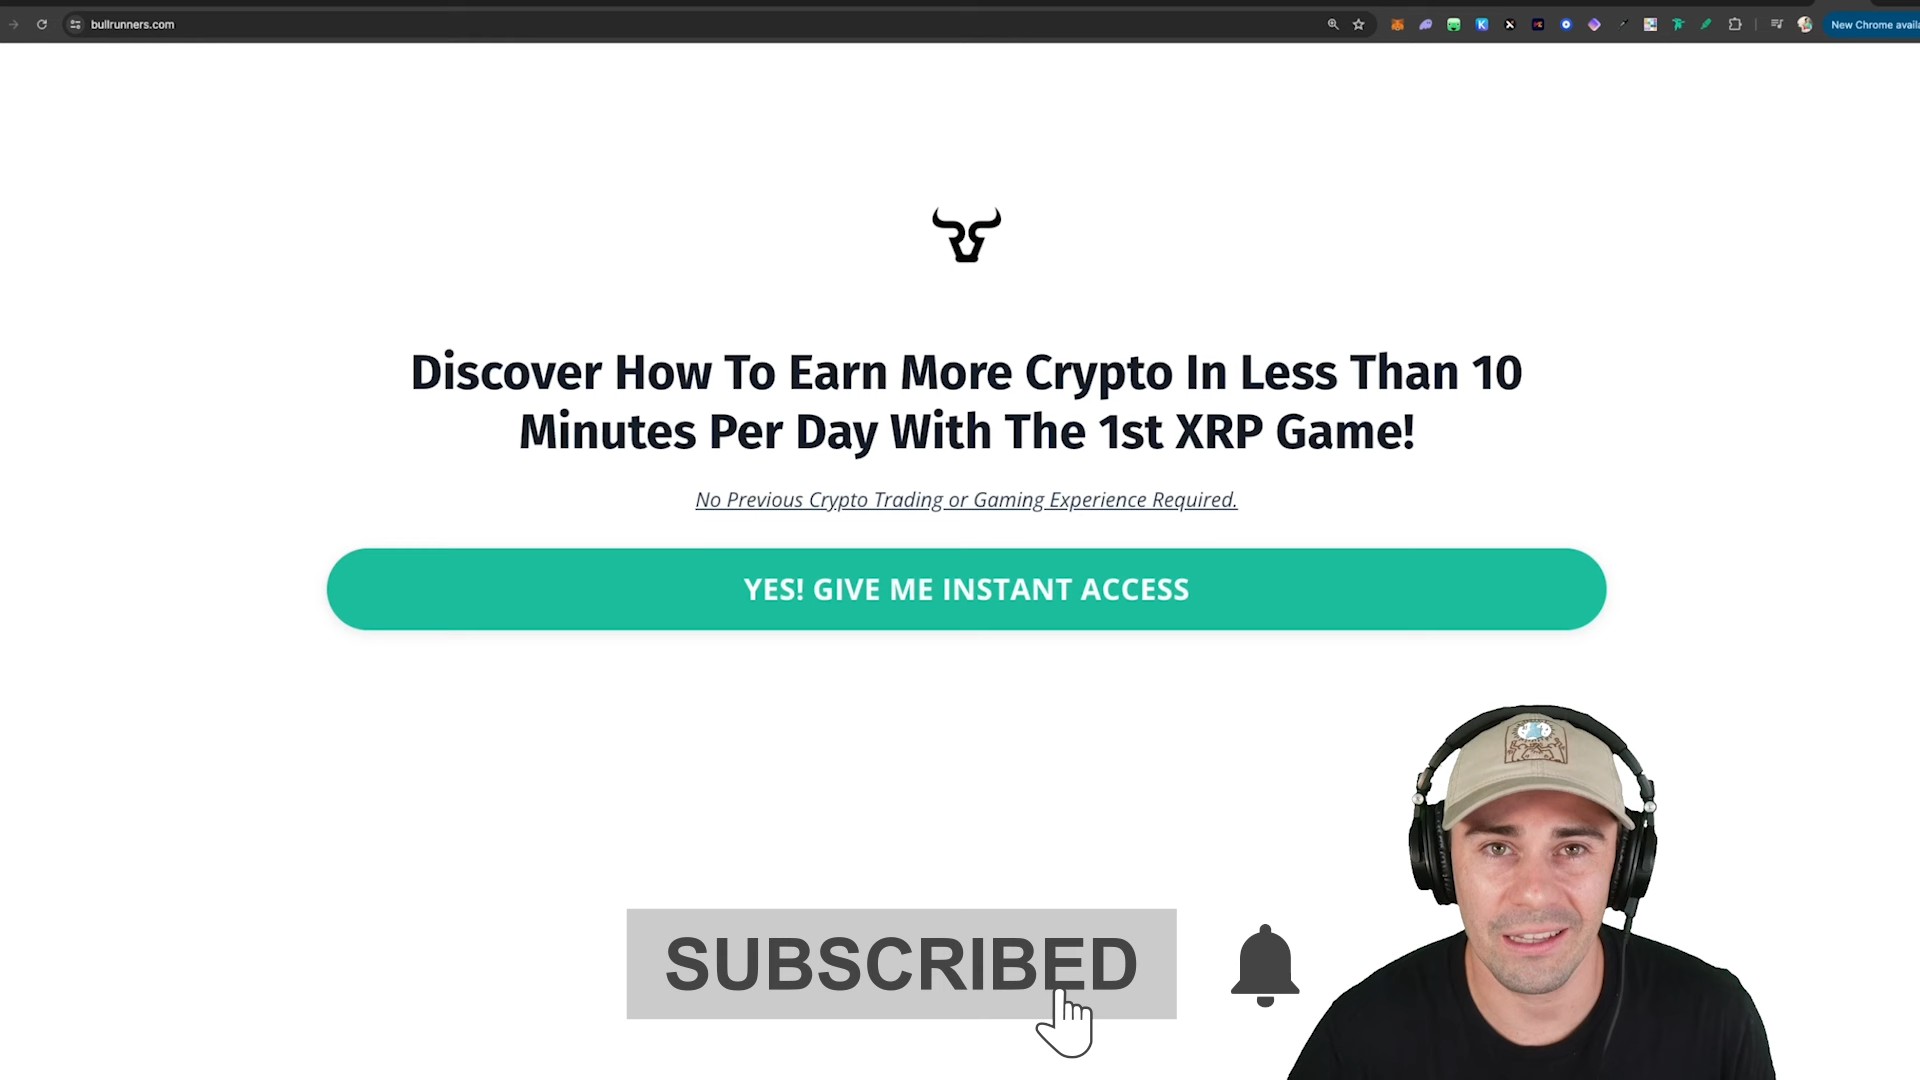 bullrunners.com
New Chrome availa
Discover How To Earn More Crypto In Less Than 10
Minutes Per Day With The 1st XRP Game!
No Previous Crypto Trading or Gaming Experience Required.
YES! GIVE ME INSTANT ACCESS
SUBSCRIBED